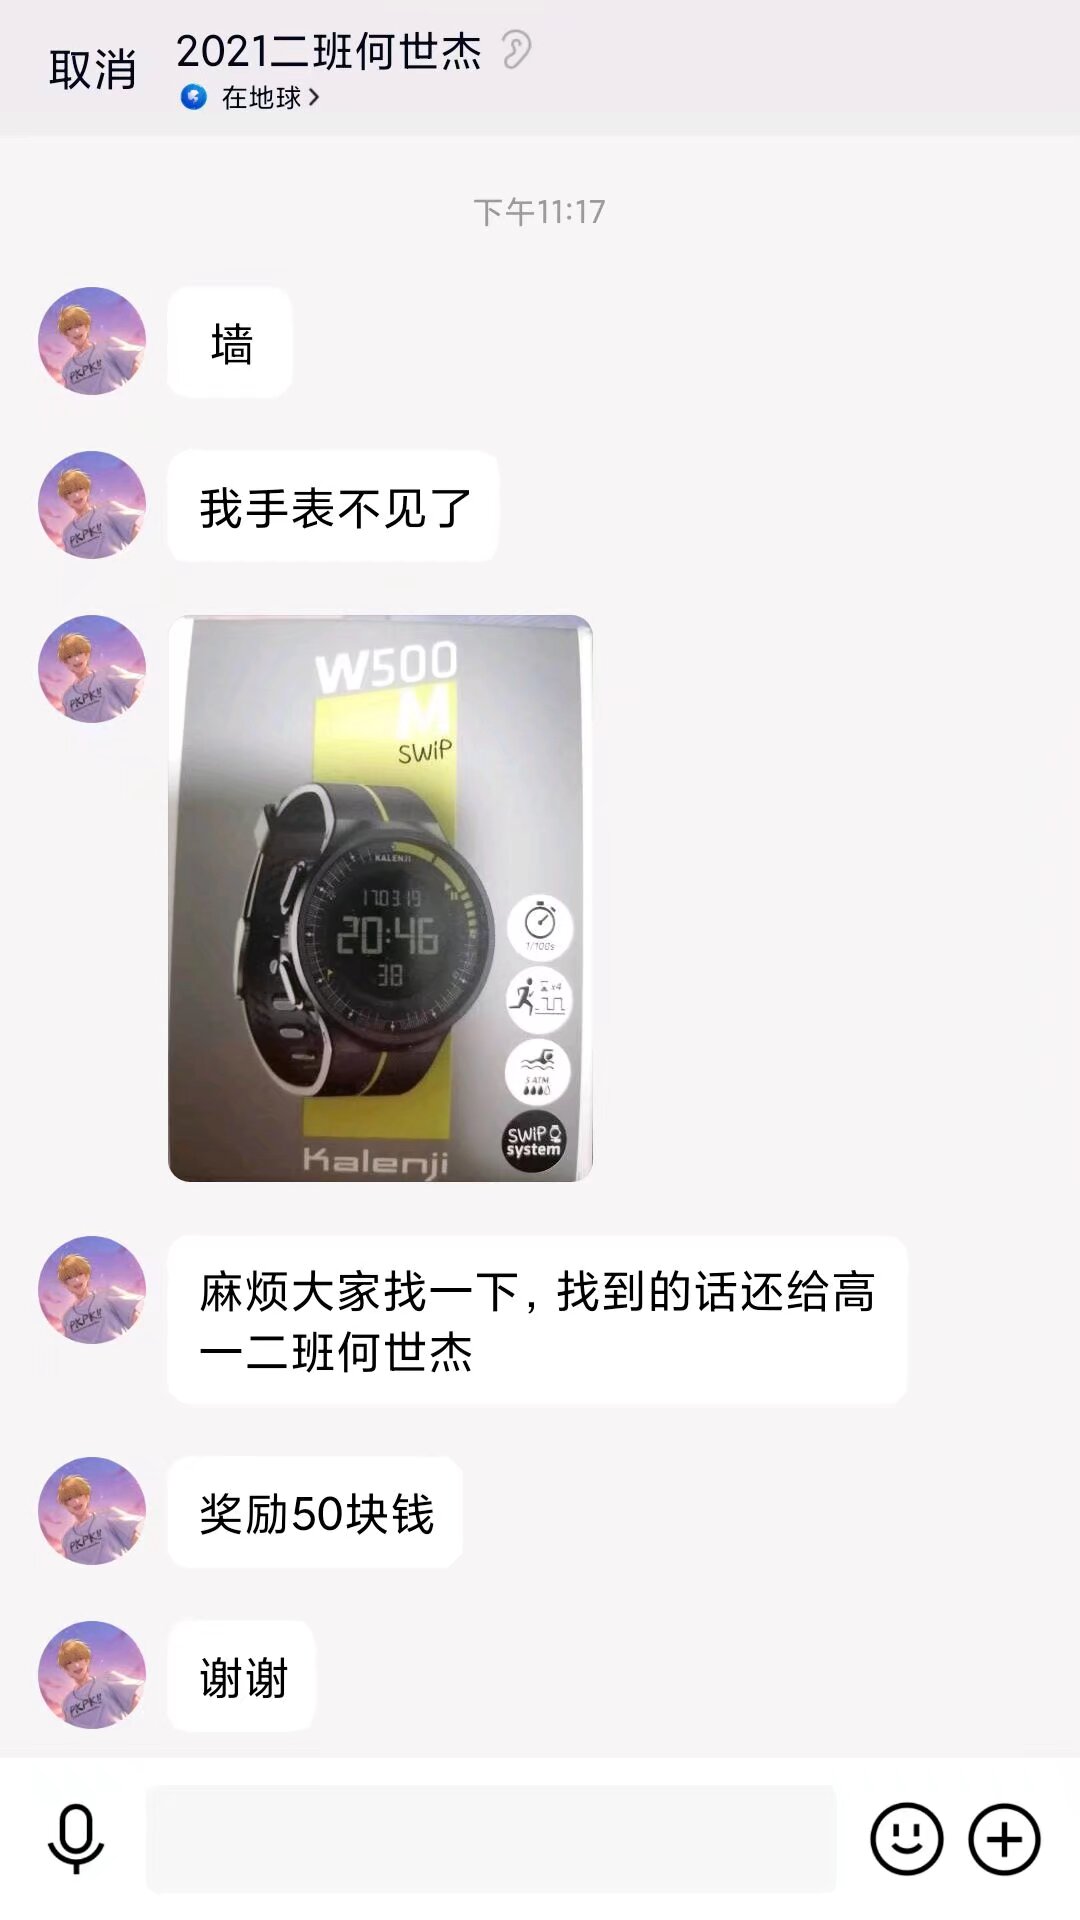 取消
2021二班何世杰
在地球
下午11:17
墙
我手表不见了
W500
M
SWiP
KALENJI
17.03.19
20:46
38
1/100s
x4
5 ATM
SWiP
system
Kalenji
麻烦大家找一下，找到的话还给高
一二班何世杰
奖励50块钱
谢谢